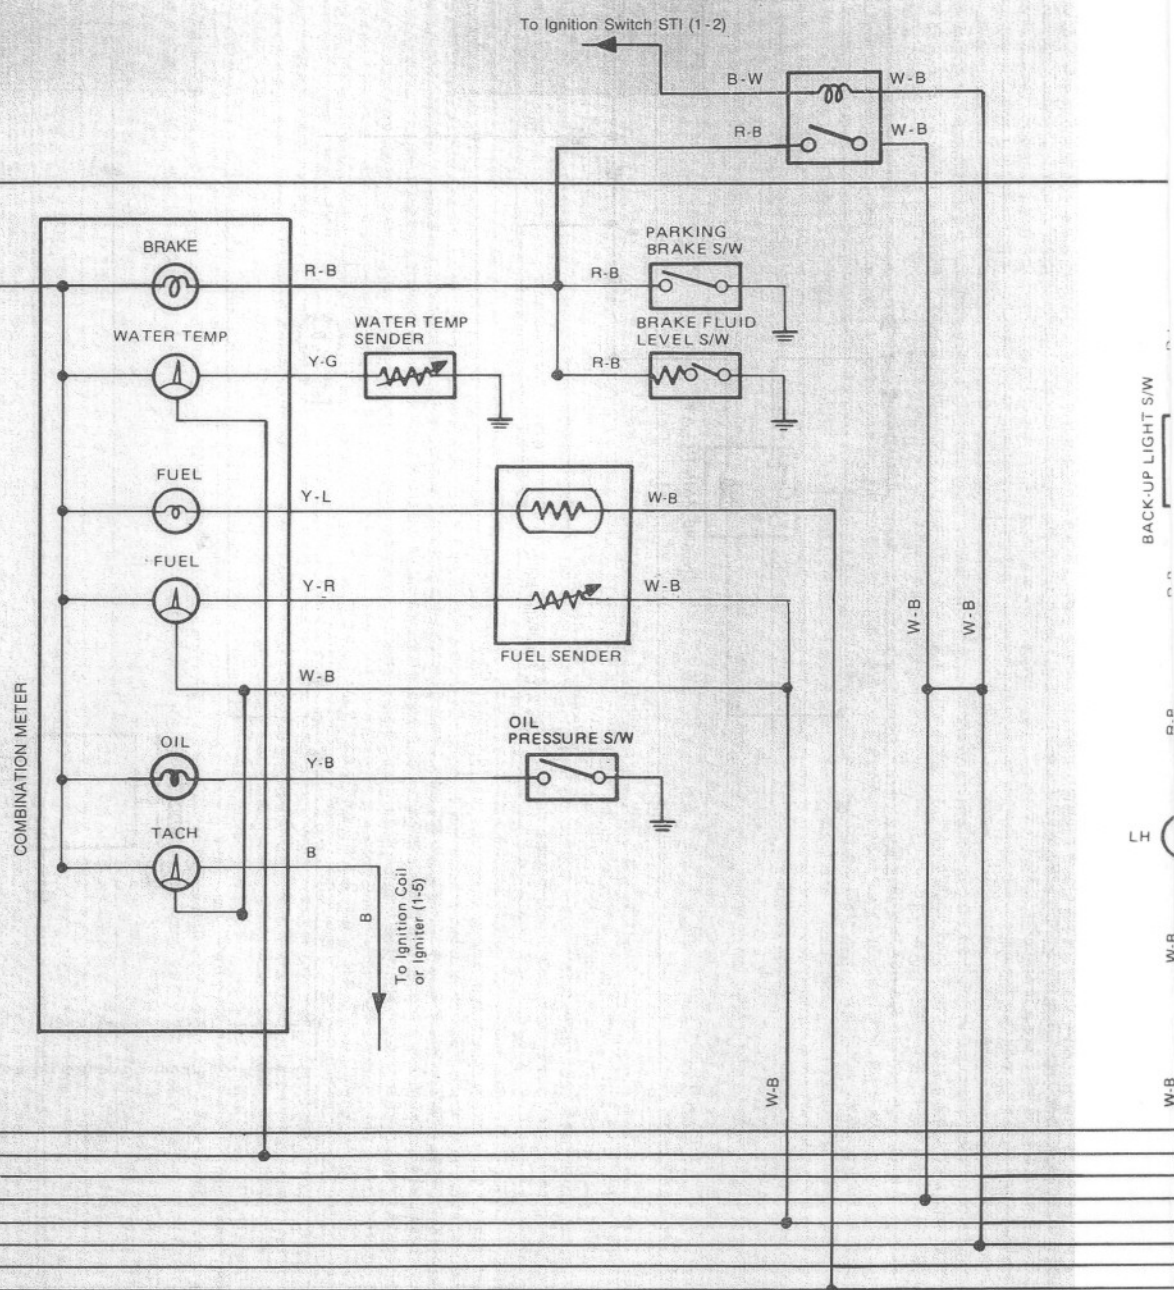 To Ignition Switch STI (1-2)
B-W
W-B
R-B
W-B
BRAKE
R-B
PARKING
BRAKE S/W
R-B
WATER TEMP
WATER TEMP
SENDER
Y-G
BRAKE FLUID
LEVEL S/W
R-B
BACK-UP LIGHT S/W
FUEL
Y-L
W-B
FUEL
Y-R
W-B
FUEL SENDER
W-B
W-B
W-B
COMBINATION METER
OIL
Y-B
OIL
PRESSURE S/W
TACH
B
B
To Ignition Coil
or Igniter (1-5)
LH
W-B
W-B
W-B